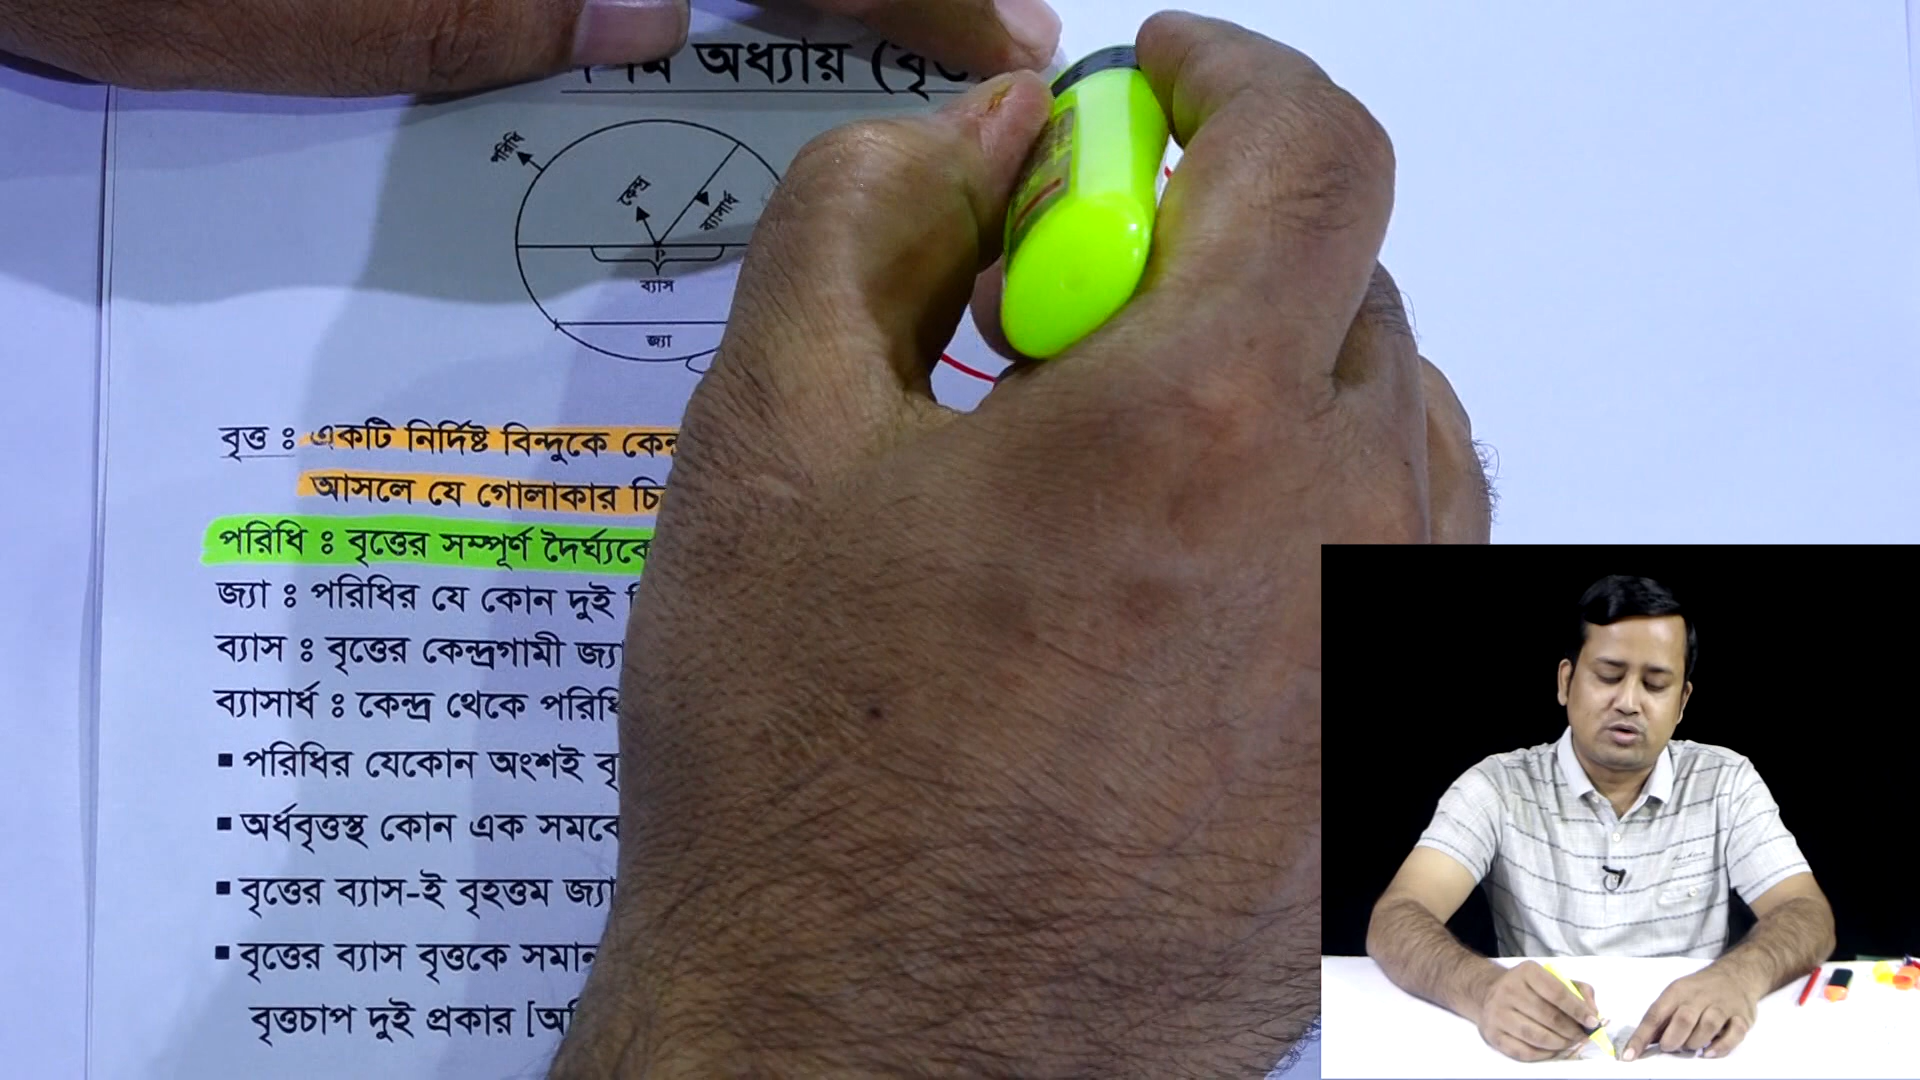 অধ্যায় (বৃত্ত
পরিধি
কেন্দ্র
ব্যাসার্ধ
P
ব্যাস
জ্যা
বৃত্ত ঃ একটি নির্দিষ্ট বিন্দুকে
আসলে যে গোলাকার
পরিধি ঃ বৃত্তের সম্পূর্ণ দৈর্ঘ্যকে
জ্যা ঃ পরিধির যে কোন দুই
ব্যাস ঃ বৃত্তের কেন্দ্রগামী জ্যা
ব্যাসার্ধ ঃ কেন্দ্র থেকে পরিধি
▪ পরিধির যেকোন অংশই
▪ অর্ধবৃত্তস্থ কোন এক
▪ বৃত্তের ব্যাস-ই বৃহত্তম জ্যা
▪ বৃত্তের ব্যাস বৃত্তকে সমান
বৃত্তচাপ দুই প্রকার